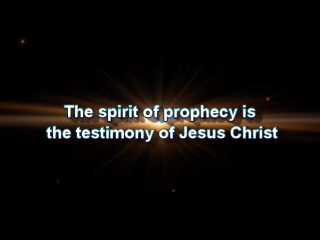 The spirit of prophecy is
the testimony of Jesus Christ